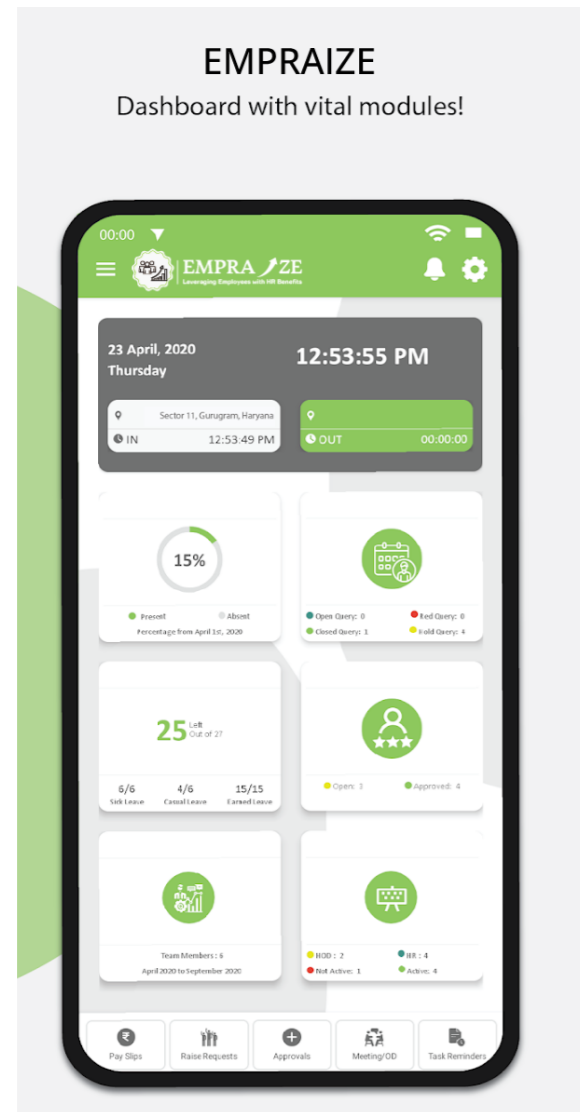 EMPRAIZE
Dashboard with vital modules!
00:00
EMPRAIZE
Leveraging Employees with HR Benefits
23 April, 2020
Thursday
12:53:55 PM
Sector 11, Gurugram, Haryana
IN 12:53:49 PM
OUT 00:00:00
15%
Present Absent
Percentage from April 1st, 2020
Open Query: 0 Red Query: 0
Closed Query: 1 Hold Query: 4
25 Left
Out of 27
6/6 4/6 15/15
Sick Leave Casual Leave Earned Leave
Open: 3 Approved: 4
Team Members : 6
April 2020 to September 2020
HOD : 2 HR : 4
Not Active: 1 Active: 4
Pay Slips Raise Requests Approvals Meeting/OD Task Reminders